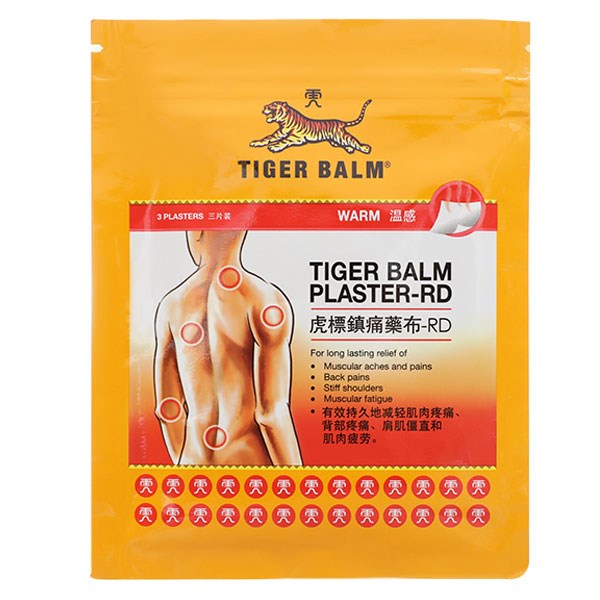 TIGER BALM®
3 PLASTERS 三片装
WARM 溫感
TIGER BALM
PLASTER-RD
虎標鎮痛藥布-RD
For long lasting relief of
• Muscular aches and pains
• Back pains
• Stiff shoulders
• Muscular fatigue
• 有效持久地减轻肌肉疼痛、
背部疼痛、肩肌僵直和
肌肉疲劳。